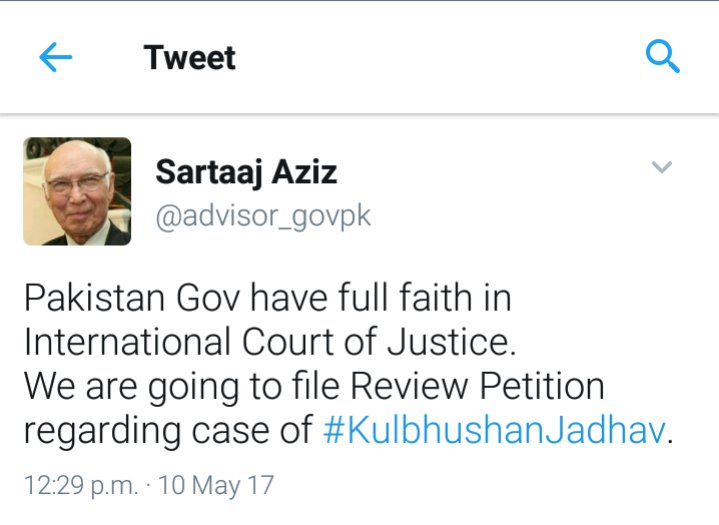 Tweet
Sartaaj Aziz
@advisor_govpk
Pakistan Gov have full faith in
International Court of Justice.
We are going to file Review Petition
regarding case of #KulbhushanJadhav.
12:29 p.m. · 10 May 17